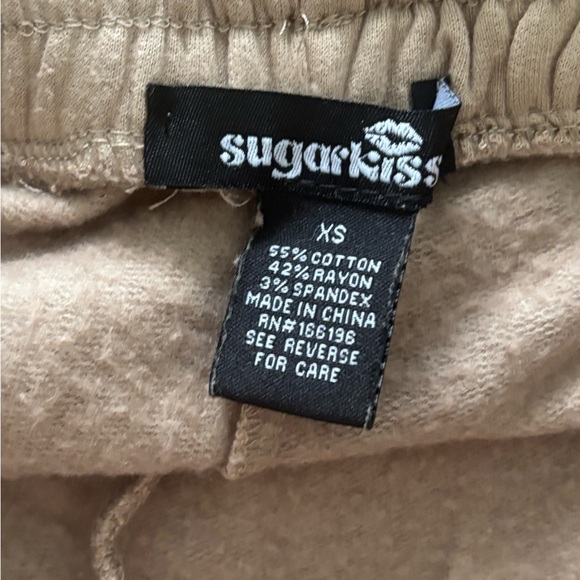 sugarkiss
XS
55% COTTON
42% RAYON
3% SPANDEX
MADE IN CHINA
RN#166196
SEE REVERSE
FOR CARE